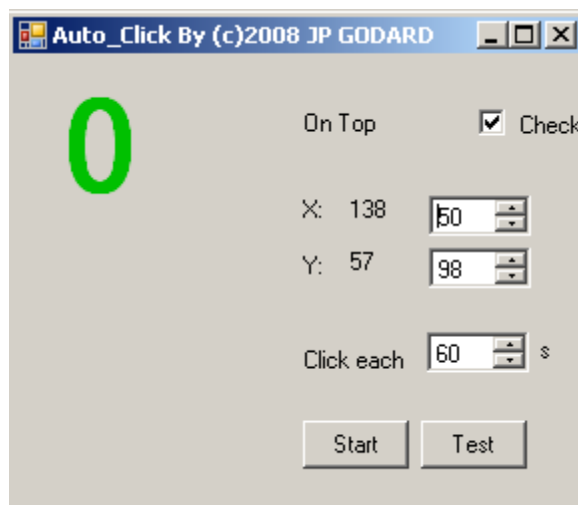 Auto_Click By (c)2008 JP GODARD
0
On Top Check
X: 138 50
Y: 57 98
Click each 60 s
Start Test